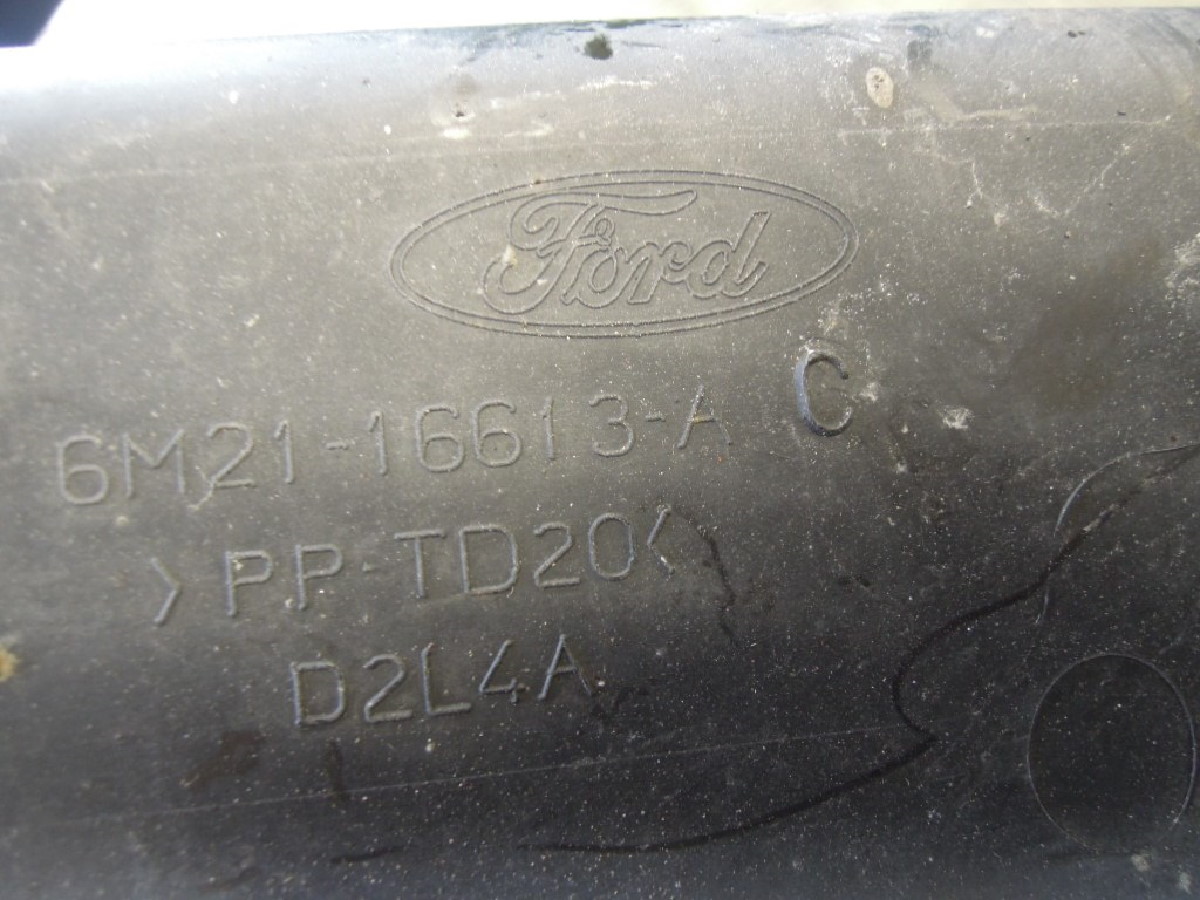 Ford
6M21-16613-A C
>PP-TD20<
D2L4A